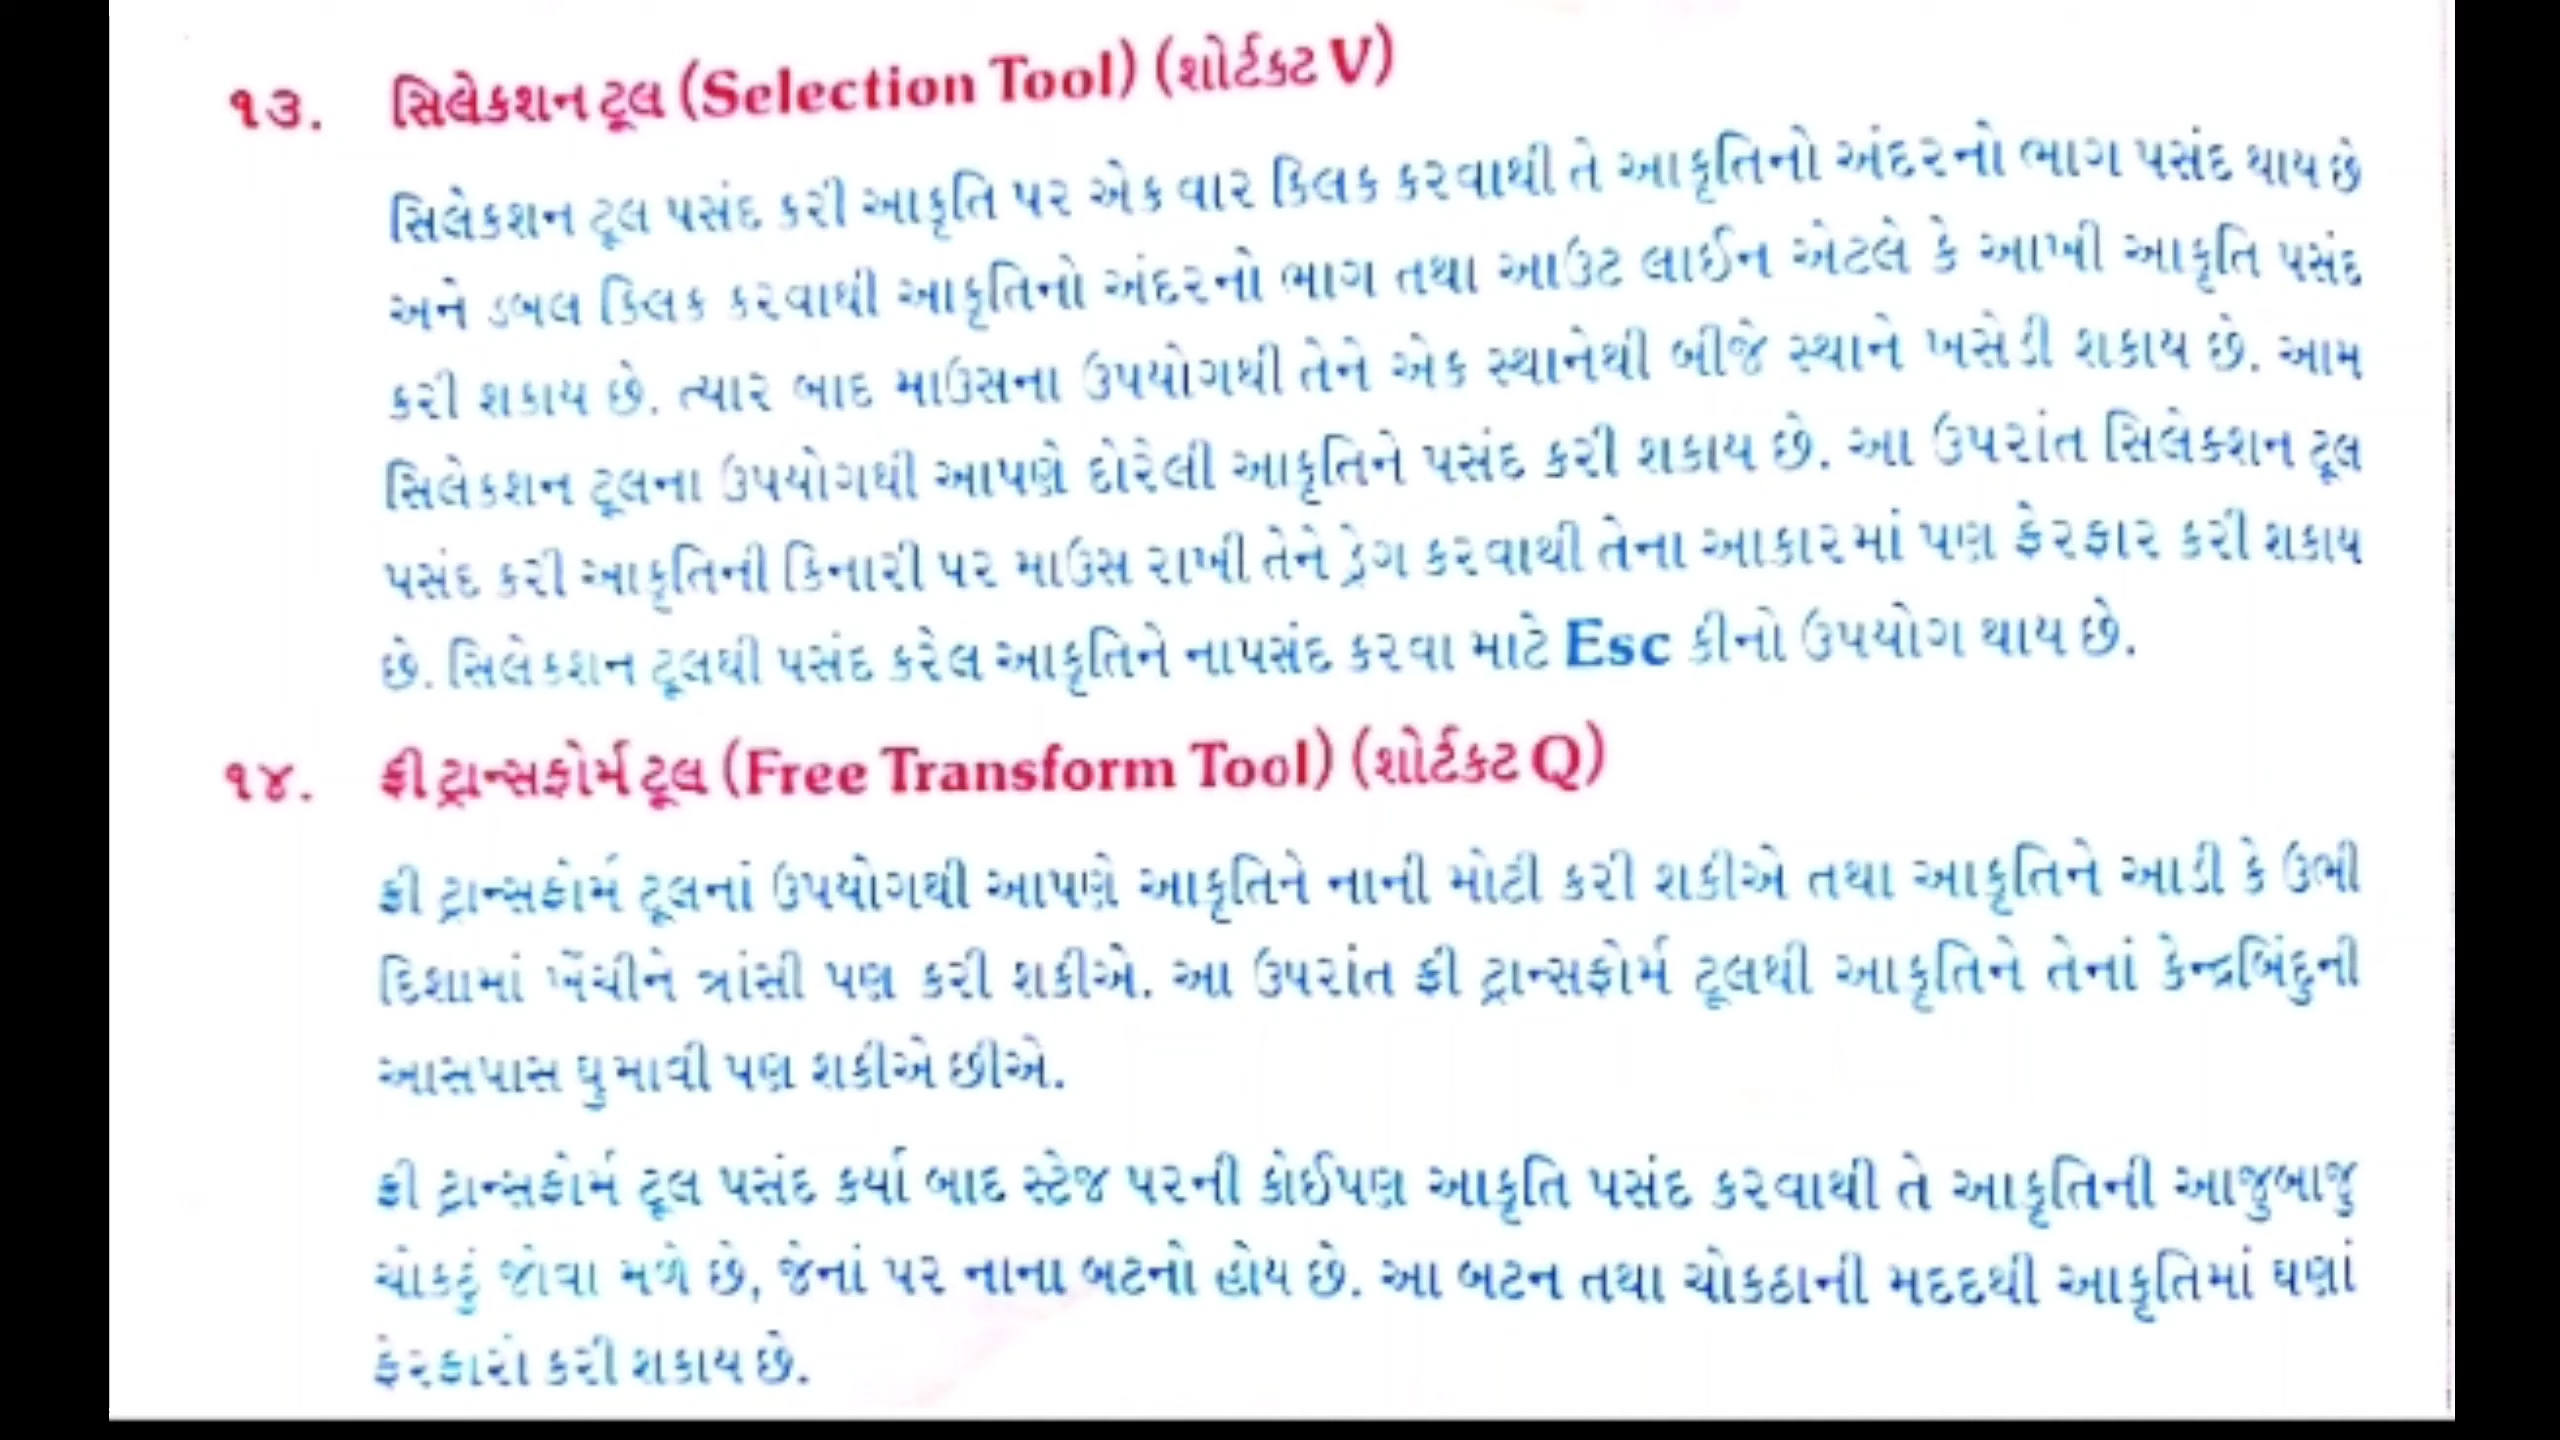 ૧૩. સિલેકશન ટૂલ (Selection Tool) (શોર્ટકટ V)
સિલેકશન ટૂલ પસંદ કરી આકૃતિ પર એક વાર કિલક કરવાથી તે આકૃતિનો અંદરનો ભાગ પસંદ થાય છે
અને ડબલ કિલક કરવાથી આકૃતિનો અંદરનો ભાગ તથા આઉટ લાઈન એટલે કે આખી આકૃતિ પસંદ
કરી શકાય છે. ત્યાર બાદ માઉસના ઉપયોગથી તેને એક સ્થાનેથી બીજે સ્થાને ખસેડી શકાય છે. આમ
સિલેકશન ટૂલના ઉપયોગથી આપણે દોરેલી આકૃતિને પસંદ કરી શકાય છે. આ ઉપરાંત સિલેકશન ટૂલ
પસંદ કરી આકૃતિની કિનારી પર માઉસ રાખી તેને ડ્રેગ કરવાથી તેના આકારમાં પણ ફેરફાર કરી શકાય
છે. સિલેકશન ટૂલથી પસંદ કરેલ આકૃતિને નાપસંદ કરવા માટે Esc કીનો ઉપયોગ થાય છે.
૧૪. ફ્રી ટ્રાન્સફોર્મ ટૂલ (Free Transform Tool) (શોર્ટકટ Q)
ફ્રી ટ્રાન્સફોર્મ ટૂલનાં ઉપયોગથી આપણે આકૃતિને નાની મોટી કરી શકીએ તથા આકૃતિને આડી કે ઉભી
દિશામાં ખેંચીને ત્રાંસી પણ કરી શકીએ. આ ઉપરાંત ફ્રી ટ્રાન્સફોર્મ ટૂલથી આકૃતિને તેનાં કેન્દ્રબિંદુની
આસપાસ ઘુમાવી પણ શકીએ છીએ.
ફ્રી ટ્રાન્સફોર્મ ટૂલ પસંદ કર્યા બાદ સ્ટેજ પરની કોઈપણ આકૃતિ પસંદ કરવાથી તે આકૃતિની આજુબાજુ
ચોકઠું જોવા મળે છે, જેનાં પર નાના બટનો હોય છે. આ બટન તથા ચોકઠાની મદદથી આકૃતિમાં ઘણાં
ફેરફારો કરી શકાય છે.